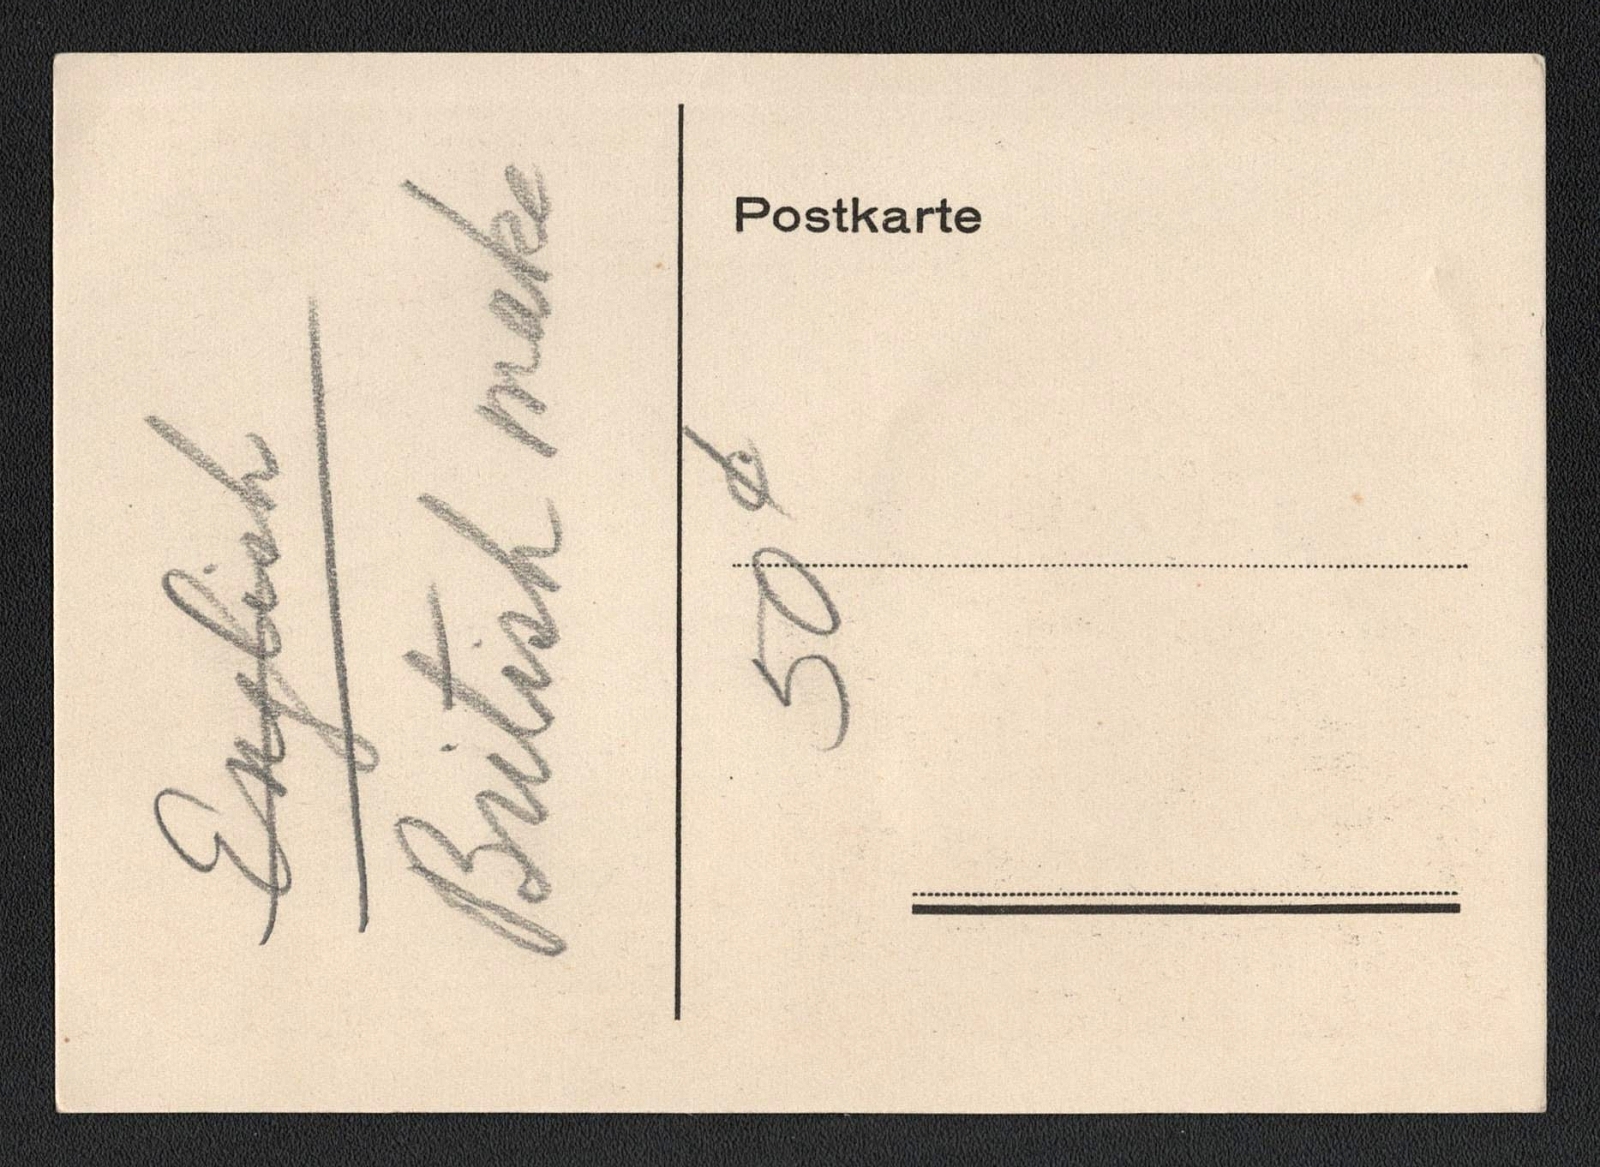 Postkarte
English
British make
50 ¢